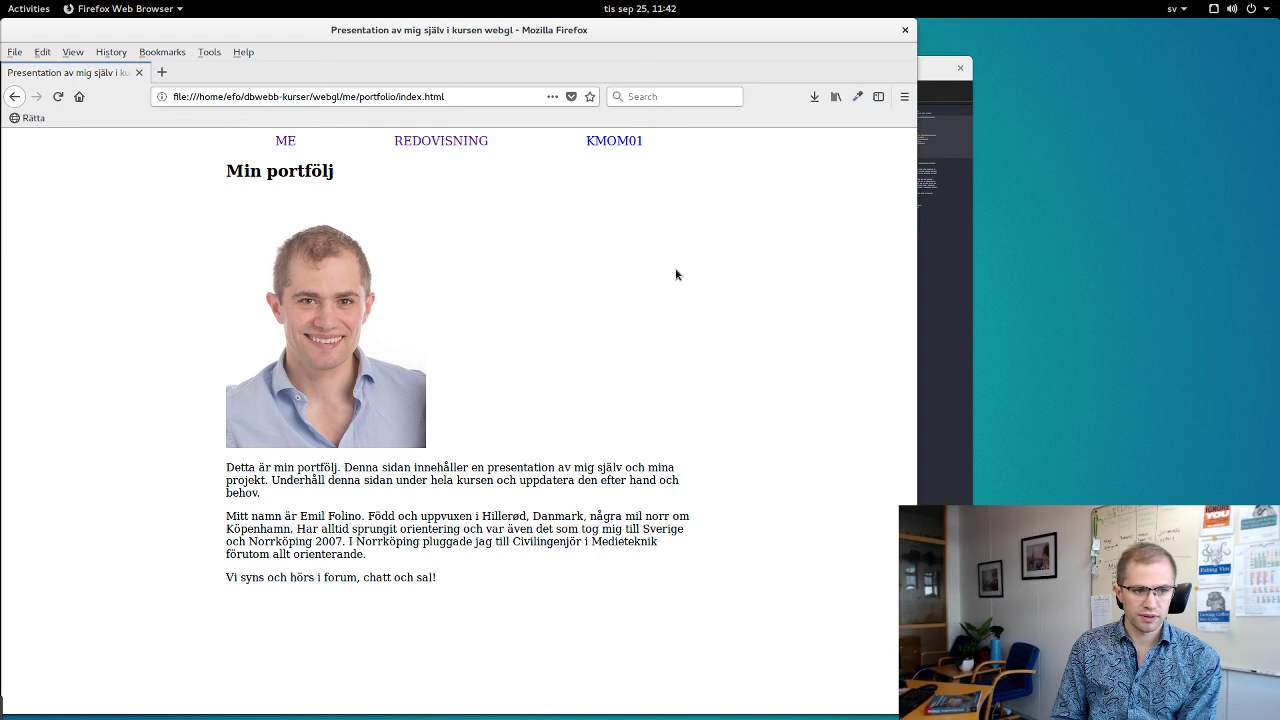 Activities Firefox Web Browser tis sep 25, 11:42 sv
Presentation av mig själv i kursen webgl - Mozilla Firefox
File Edit View History Bookmarks Tools Help
Presentation av mig själv i ku
file:///home/efo/dbwebb-kurser/webgl/me/portfolio/index.html Search
Rätta
ME REDOVISNING KMOM01
Min portfölj
Detta är min portfölj. Denna sidan innehåller en presentation av mig själv och mina
projekt. Underhåll denna sidan under hela kursen och uppdatera den efter hand och
behov.
Mitt namn är Emil Folino. Född och uppvuxen i Hillerød, Danmark, några mil norr om
Köpenhamn. Har alltid sprungit orientering och var även det som tog mig till Sverige
och Norrköping 2007. I Norrköping pluggade jag till Civilingenjör i Medieteknik
förutom allt orienterande.
Vi syns och hörs i forum, chatt och sal!
IGNORE
YOU
Exiting Vim